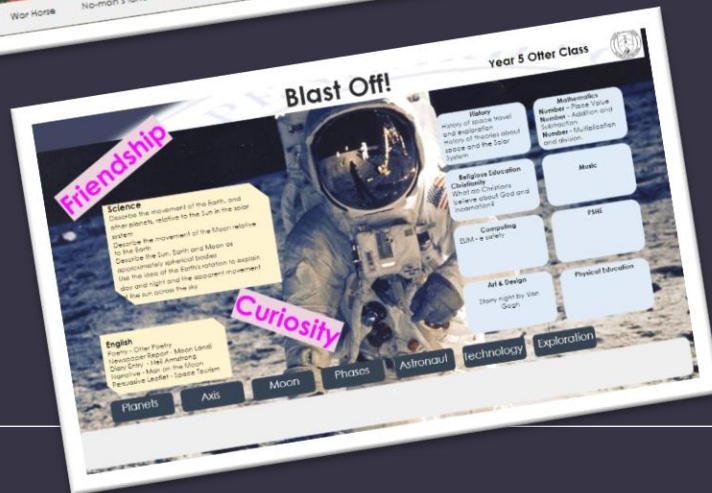 War Horse No-man's
Blast Off!
Year 5 Otter Class
Friendship
Science
Describe the movement of the Earth, and
other planets, relative to the Sun in the solar
system
Describe the movement of the Moon relative
to the Earth
Describe the Sun, Earth and Moon as
approximately spherical bodies
Use the idea of the Earth's rotation to explain
day and night and the apparent movement
of the sun across the sky
Curiosity
English
Poetry - Otter Poetry
Newspaper Report - Moon Landi
Diary Entry - Neil Armstrong
Narrative - Man on the Moon
Persuasive Leaflet - Space Tourism
History
History of space travel
and exploration
History of theories about
space and the Solar
System
Mathematics
Number - Place Value
Number - Addition and
Subtraction
Number - Multiplication
and division.
Religious Education
Christianity
What do Christians
believe about God and
incarnation?
Music
Computing
- e safety
PSHE
Art & Design
Starry night by Van
Gogh
Physical Education
Planets
Axis
Moon
Phases
Astronaut
Technology
Exploration